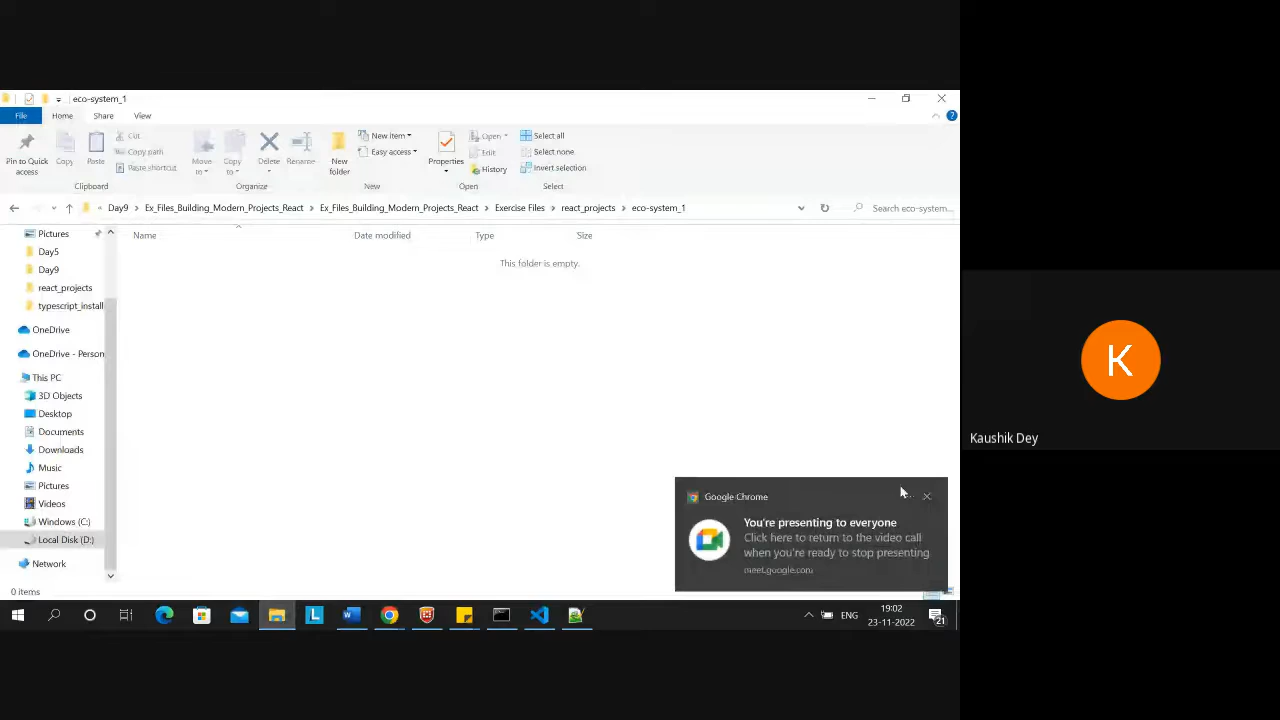 eco-system_1
File Home Share View
Pin to Quick access
Copy
Paste
Cut
Copy path
Paste shortcut
Move to
Copy to
Delete
Rename
New folder
New item
Easy access
Properties
Open
Edit
History
Select all
Select none
Invert selection
Clipboard Organize New Open Select
« Day9 > Ex_Files_Building_Modern_Projects_React > Ex_Files_Building_Modern_Projects_React > Exercise Files > react_projects > eco-system_1
Search eco-system...
Name Date modified Type Size
This folder is empty.
Pictures
Day5
Day9
react_projects
typescript_install
OneDrive
OneDrive - Person
This PC
3D Objects
Desktop
Documents
Downloads
Music
Pictures
Videos
Windows (C:)
Local Disk (D:)
Network
0 items
Google Chrome
You're presenting to everyone
Click here to return to the video call
when you're ready to stop presenting
meet.google.com
L
W
ENG
19:02
23-11-2022
21
K
Kaushik Dey